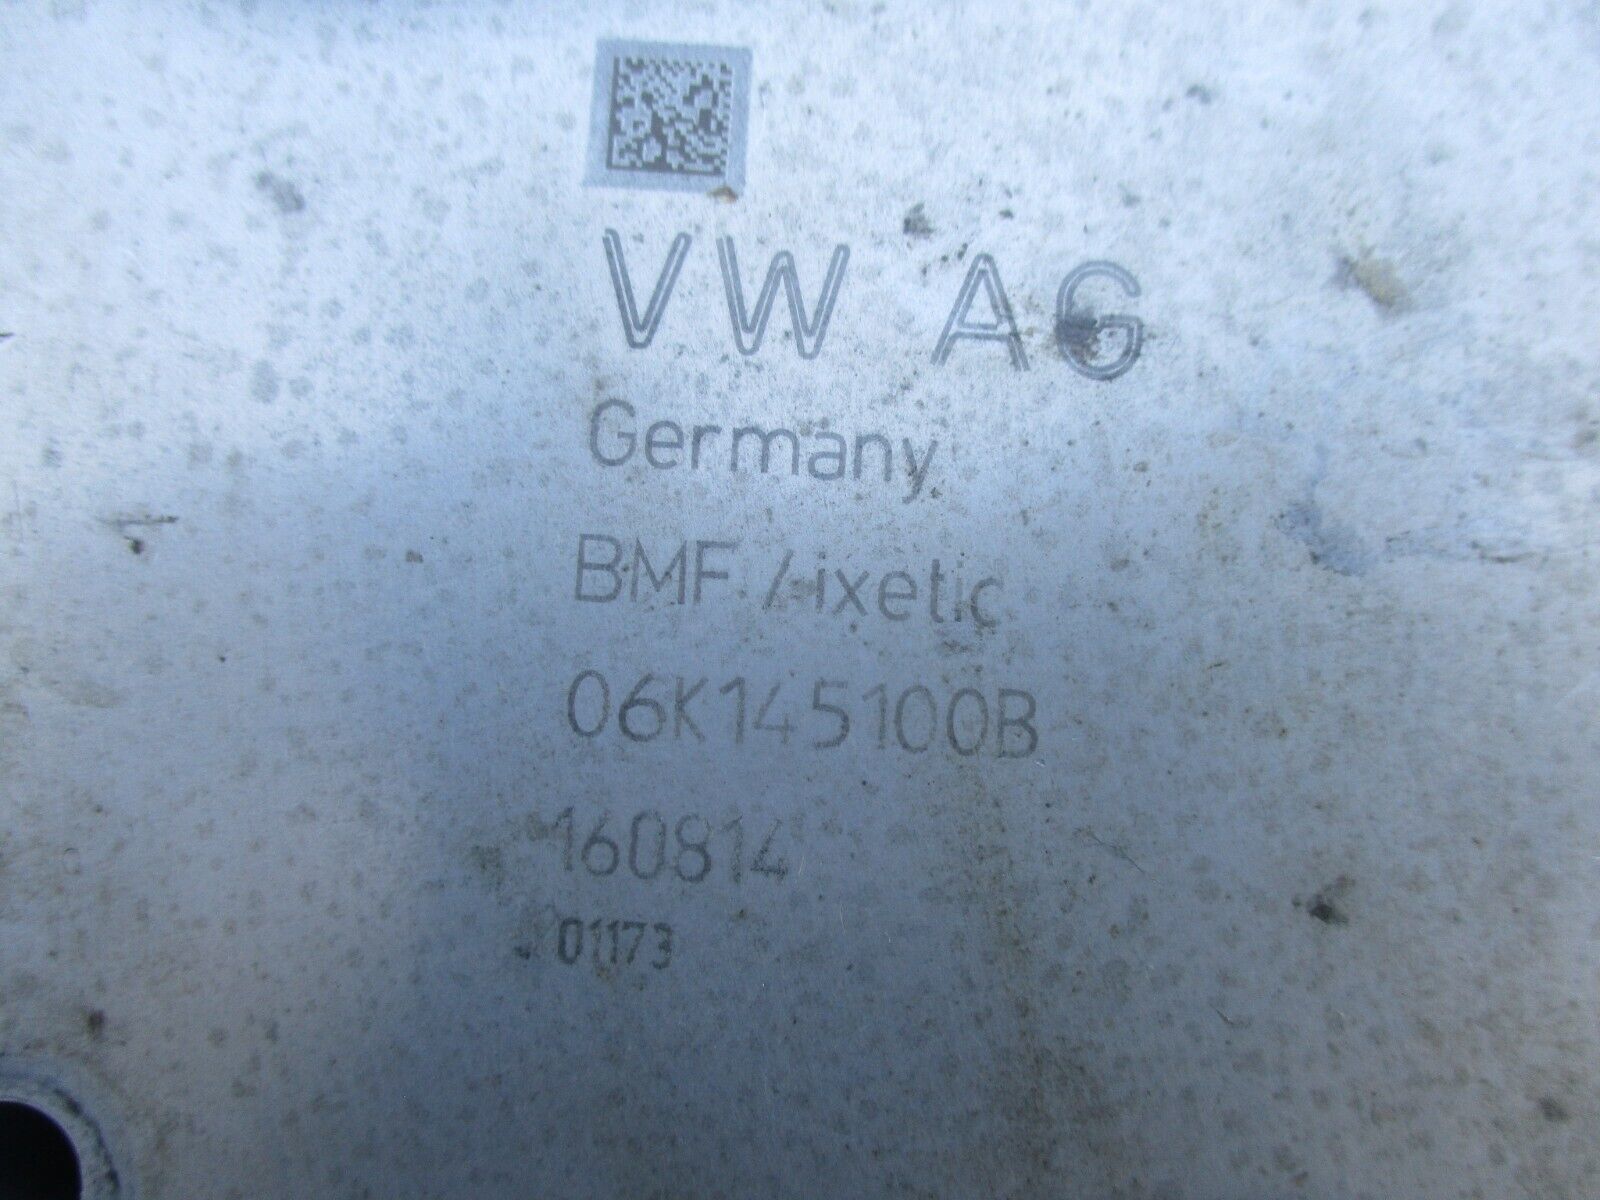 VW AG
Germany
BMF / ixetic
06K145100B
160814
01173